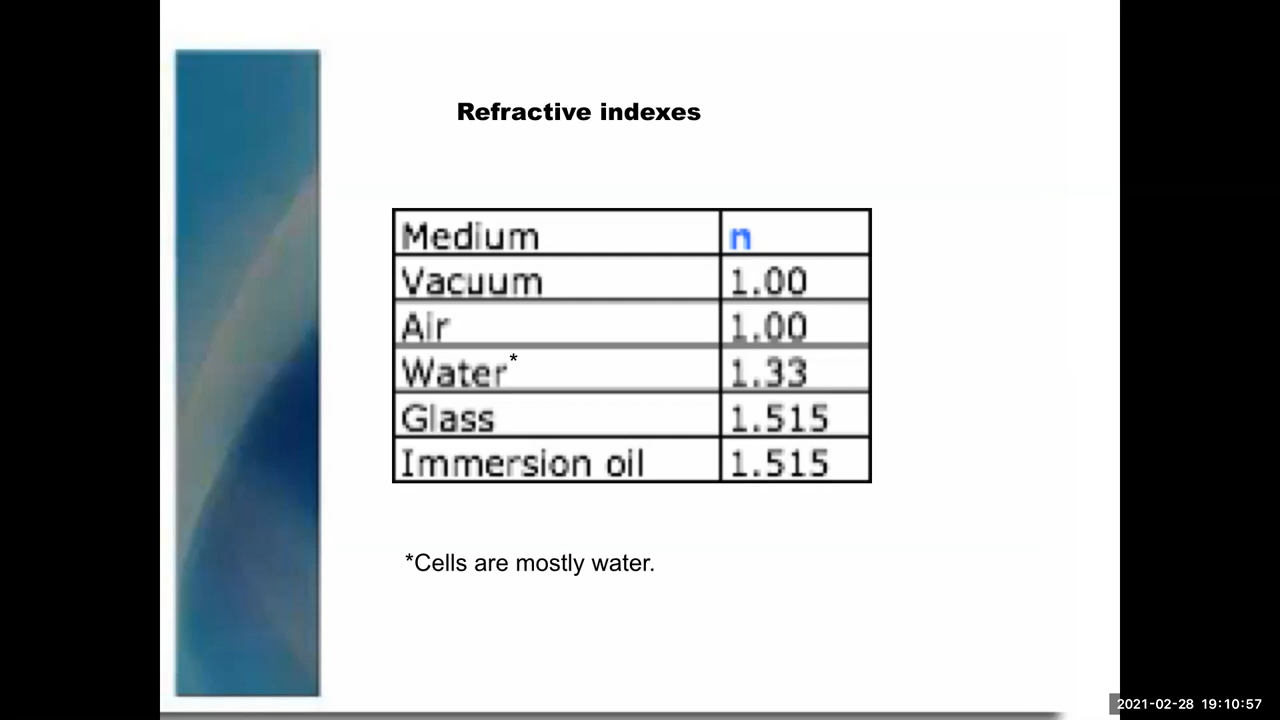 Refractive indexes
Medium n
Vacuum 1.00
Air 1.00
Water* 1.33
Glass 1.515
Immersion oil 1.515
*Cells are mostly water.
2021-02-28 19:10:57